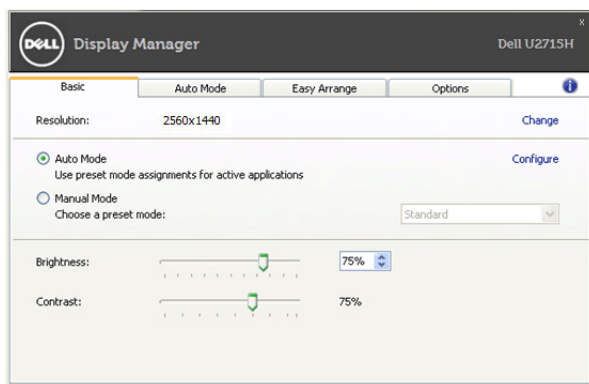 x
DELL Display Manager Dell U2715H
Basic Auto Mode Easy Arrange Options i
Resolution: 2560x1440 Change
Auto Mode Configure
Use preset mode assignments for active applications
Manual Mode
Choose a preset mode: Standard
Brightness: 75%
Contrast: 75%